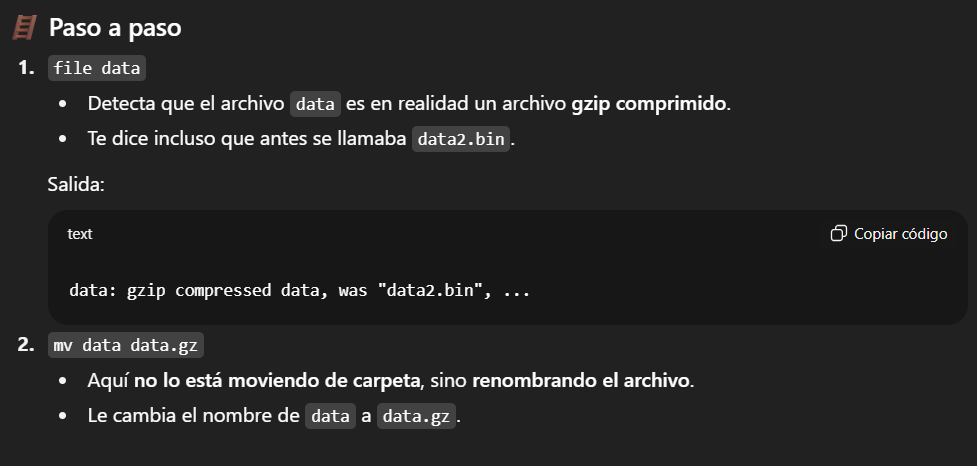 Paso a paso
1. file data
• Detecta que el archivo data es en realidad un archivo gzip comprimido.
• Te dice incluso que antes se llamaba data2.bin.
Salida:
text
Copiar código
data: gzip compressed data, was "data2.bin", ...
2. mv data data.gz
• Aquí no lo está moviendo de carpeta, sino renombrando el archivo.
• Le cambia el nombre de data a data.gz.